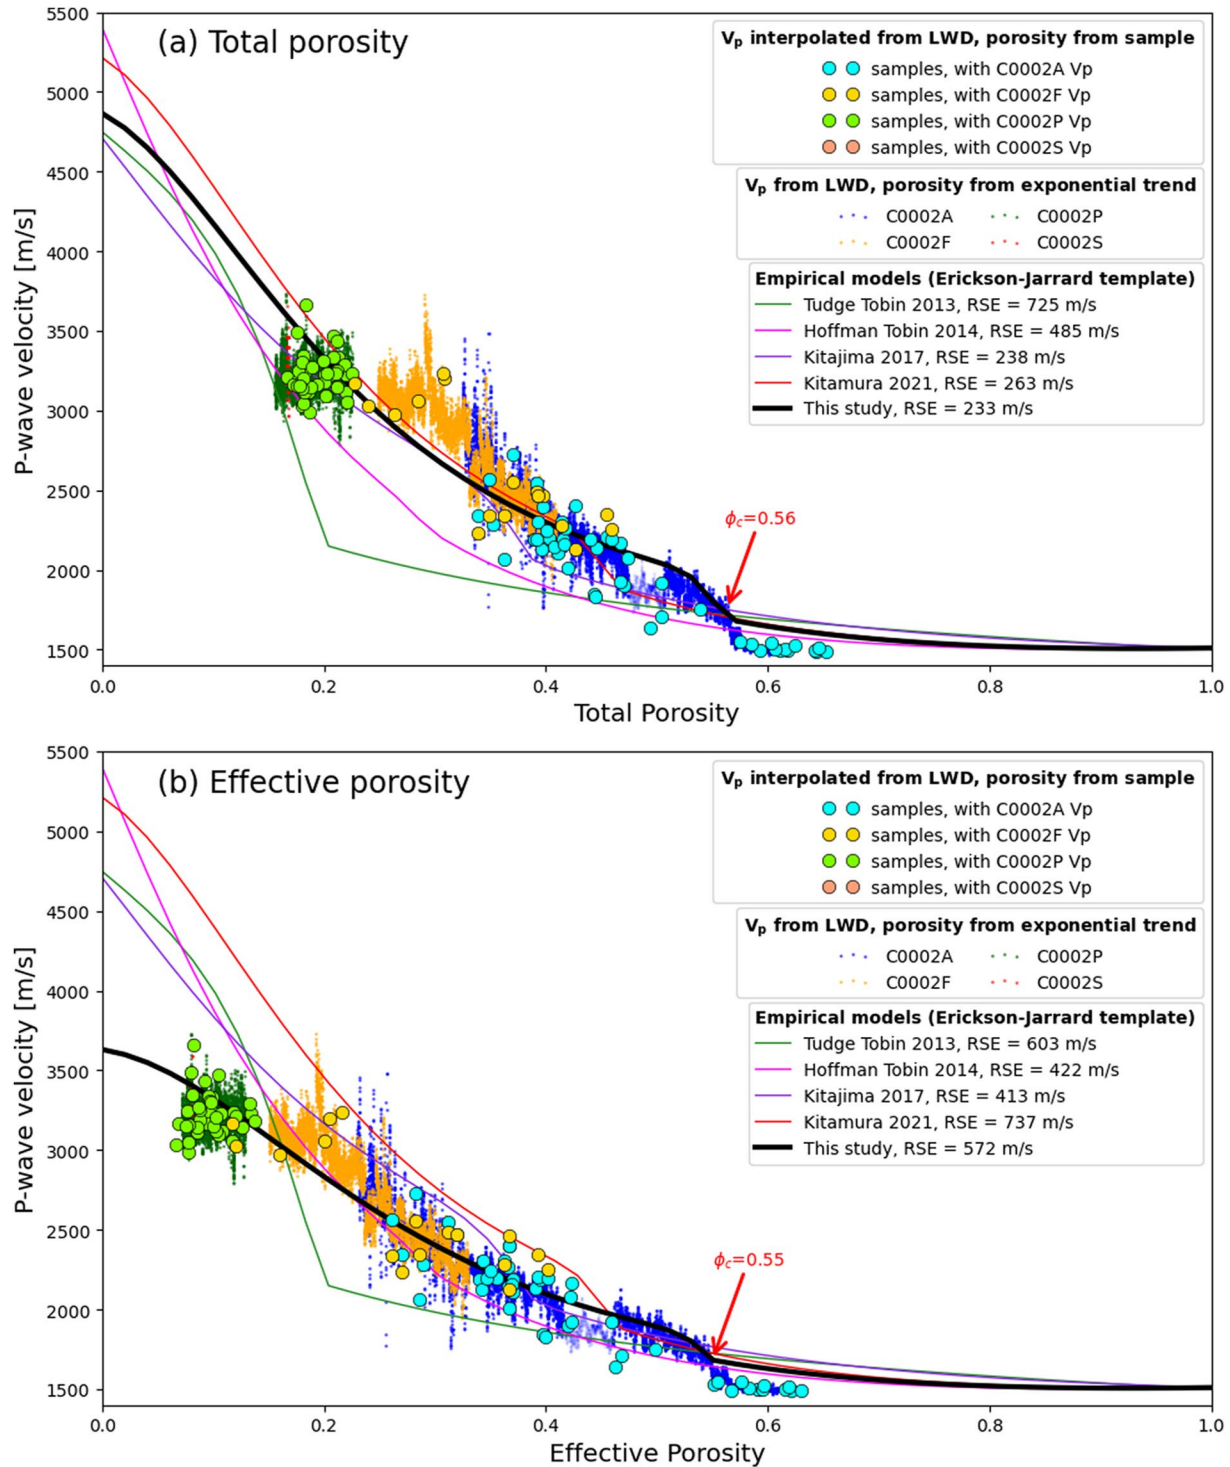 (a) Total porosity
Vp interpolated from LWD, porosity from sample
samples, with C0002A Vp
samples, with C0002F Vp
samples, with C0002P Vp
samples, with C0002S Vp
Vp from LWD, porosity from exponential trend
C0002A C0002P
C0002F C0002S
Empirical models (Erickson-Jarrard template)
Tudge Tobin 2013, RSE = 725 m/s
Hoffman Tobin 2014, RSE = 485 m/s
Kitajima 2017, RSE = 238 m/s
Kitamura 2021, RSE = 263 m/s
This study, RSE = 233 m/s
ϕc=0.56
P-wave velocity [m/s]
5500
5000
4500
4000
3500
3000
2500
2000
1500
0.0 0.2 0.4 0.6 0.8 1.0
Total Porosity
(b) Effective porosity
Vp interpolated from LWD, porosity from sample
samples, with C0002A Vp
samples, with C0002F Vp
samples, with C0002P Vp
samples, with C0002S Vp
Vp from LWD, porosity from exponential trend
C0002A C0002P
C0002F C0002S
Empirical models (Erickson-Jarrard template)
Tudge Tobin 2013, RSE = 603 m/s
Hoffman Tobin 2014, RSE = 422 m/s
Kitajima 2017, RSE = 413 m/s
Kitamura 2021, RSE = 737 m/s
This study, RSE = 572 m/s
ϕc=0.55
P-wave velocity [m/s]
5500
5000
4500
4000
3500
3000
2500
2000
1500
0.0 0.2 0.4 0.6 0.8 1.0
Effective Porosity